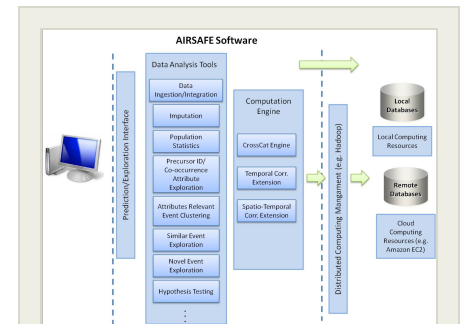 AIRSAFE Software
Prediction/Exploration Interface
Data Analysis Tools
Data
Ingestion/Integration
Imputation
Population
Statistics
Precursor ID/
Co-occurrence
Attribute
Exploration
Attributes Relevant
Event Clustering
Similar Event
Exploration
Novel Event
Exploration
Hypothesis Testing
Computation
Engine
CrossCat Engine
Temporal Corr.
Extension
Spatio-Temporal
Corr. Extension
Distributed Computing Mangament (e.g. Hadoop)
Local
Databases
Local Computing
Resources
Remote
Databases
Cloud
Computing
Resources (e.g.
Amazon EC2)